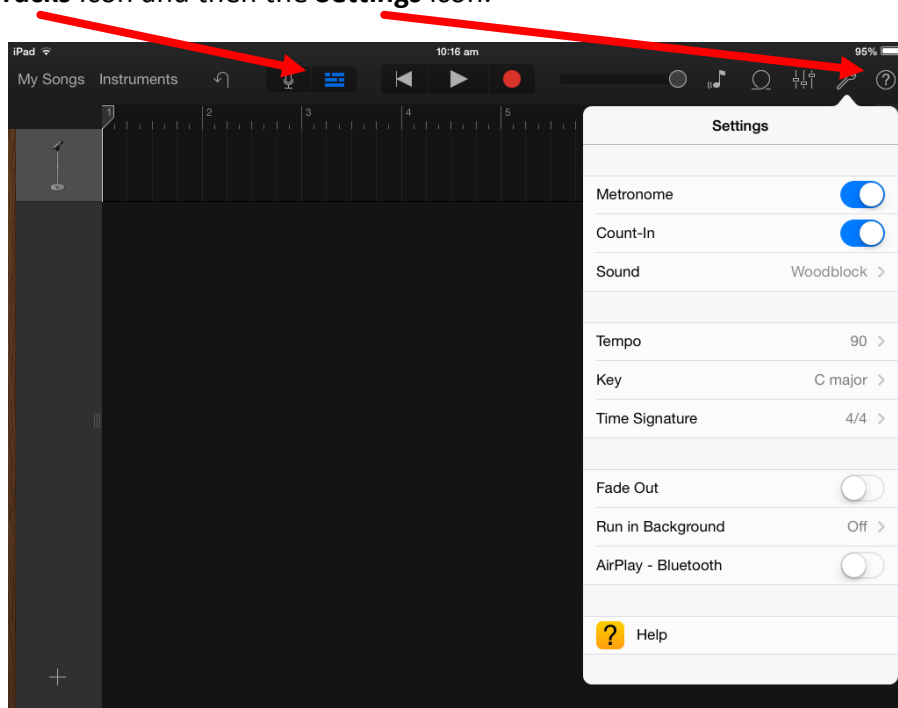 Tracks icon and then the Settings icon.
iPad 10:16 am 95%
My Songs Instruments
1 2 3 4 5
Settings
Metronome
Count-In
Sound Woodblock >
Tempo 90 >
Key C major >
Time Signature 4/4 >
Fade Out
Run in Background Off >
AirPlay - Bluetooth
? Help